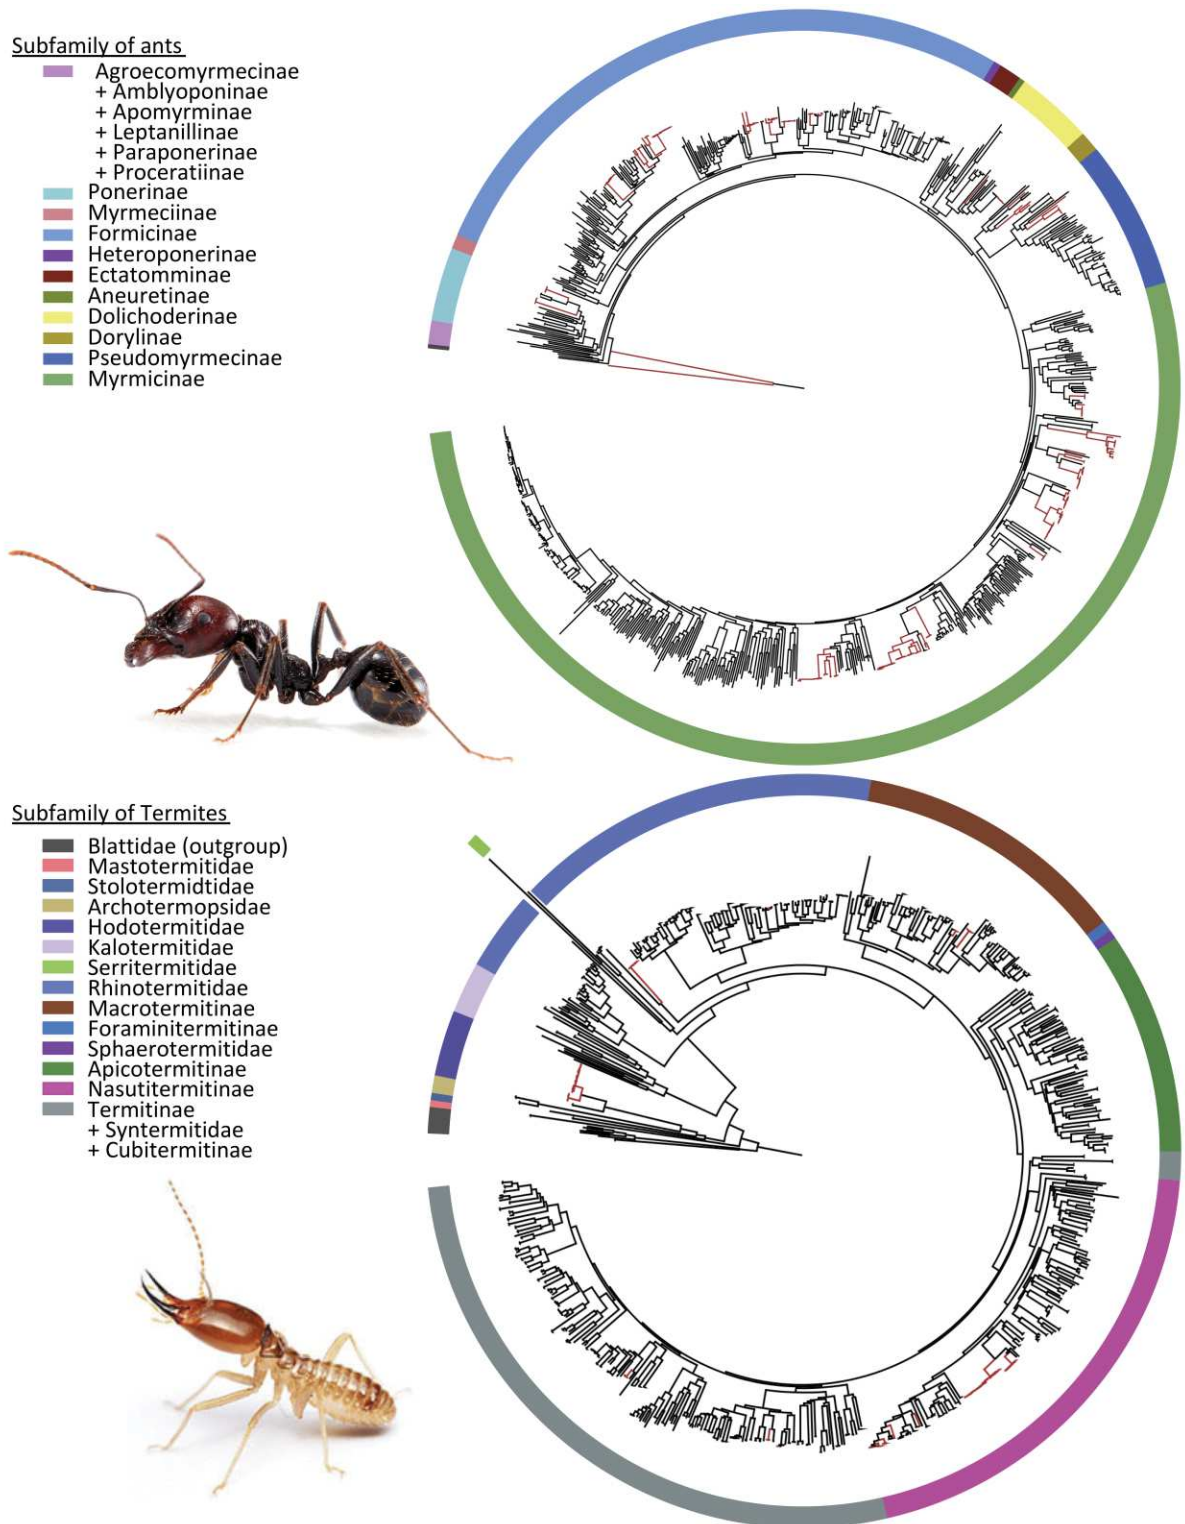 Subfamily of ants
Agroecomyrmecinae
+ Amblyoponinae
+ Apomyrminae
+ Leptanillinae
+ Paraponerinae
+ Proceratiinae
Ponerinae
Myrmeciinae
Formicinae
Heteroponerinae
Ectatomminae
Aneuretinae
Dolichoderinae
Dorylinae
Pseudomyrmecinae
Myrmicinae
Subfamily of Termites
Blattidae (outgroup)
Mastotermitidae
Stolotermidtidae
Archotermopsidae
Hodotermitidae
Kalotermitidae
Serritermitidae
Rhinotermitidae
Macrotermitinae
Foraminitermitinae
Sphaerotermitidae
Apicotermitinae
Nasutitermitinae
Termitinae
+ Syntermitidae
+ Cubitermitinae